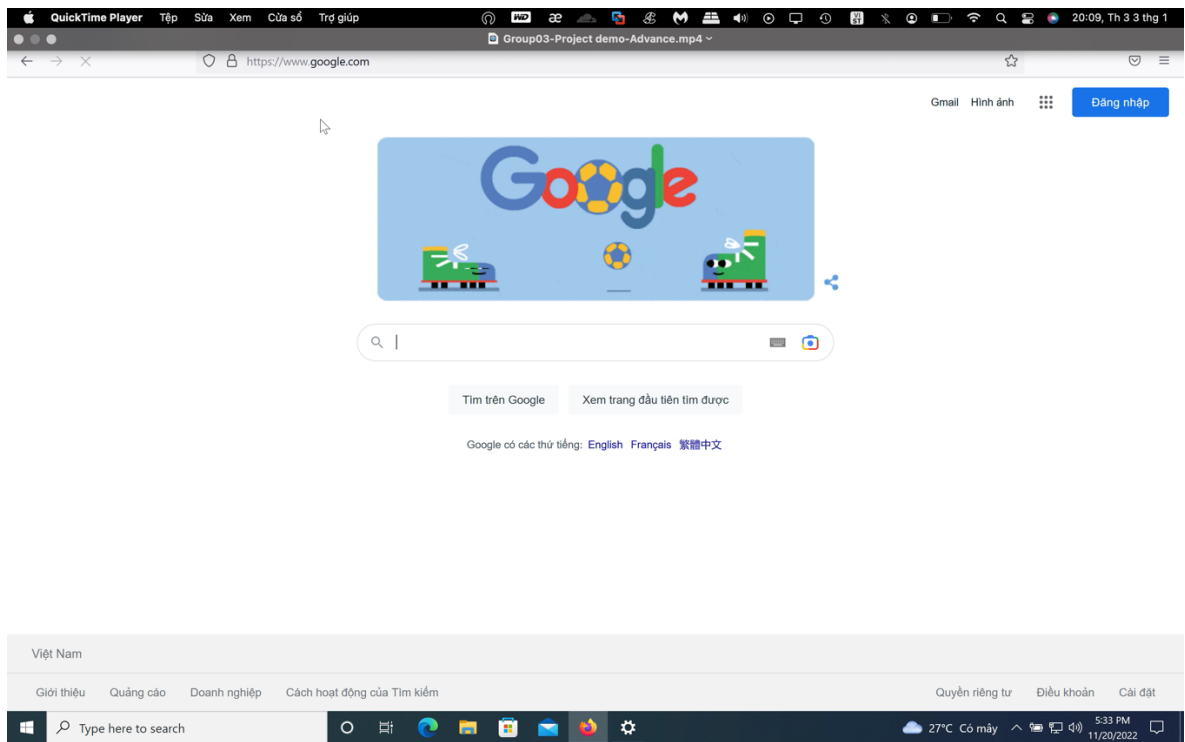 QuickTime Player Tệp Sửa Xem Cửa sổ Trợ giúp 20:09, Th 3 3 thg 1
Group03-Project demo-Advance.mp4
https://www.google.com
Gmail Hình ảnh Đăng nhập
Google
Tìm trên Google Xem trang đầu tiên tìm được
Google có các thứ tiếng: English Français 繁體中文
Việt Nam
Giới thiệu Quảng cáo Doanh nghiệp Cách hoạt động của Tìm kiếm Quyền riêng tư Điều khoản Cài đặt
Type here to search 27°C Có mây 5:33 PM
11/20/2022